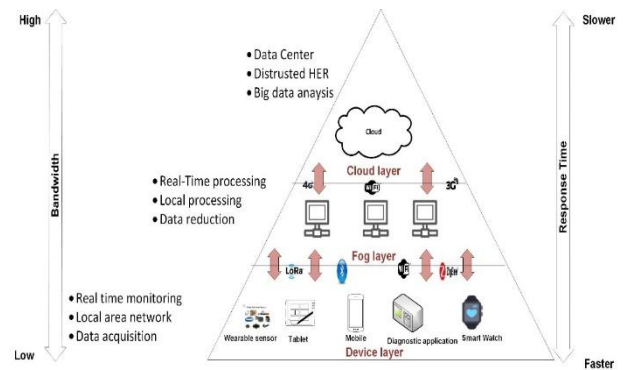 High
Slower
• Data Center
• Distrusted HER
• Big data anaysis
Cloud
Cloud layer
4G
WiFi
3G
• Real-Time processing
• Local processing
• Data reduction
Bandwidth
Response Time
Fog layer
LoRa
• Real time monitoring
• Local area network
• Data acquisition
Wearable sensor
Tablet
Mobile
Diagnostic application
Smart Watch
Device layer
Low
Faster